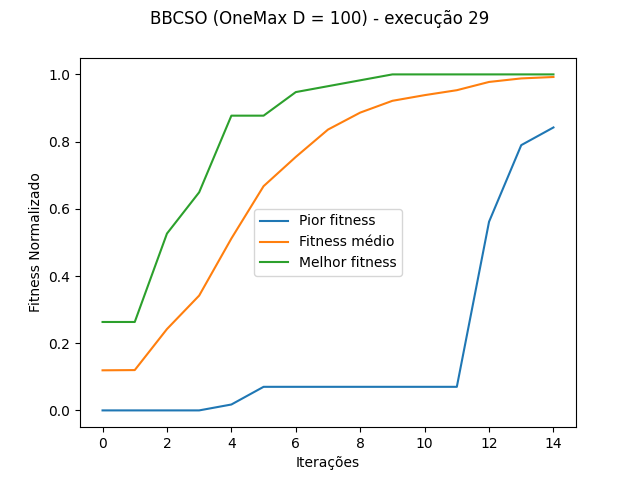 BBCSO (OneMax D = 100) - execução 29
1.0
0.8
0.6
0.4
0.2
0.0
Fitness Normalizado
Pior fitness
Fitness médio
Melhor fitness
0 2 4 6 8 10 12 14
Iterações